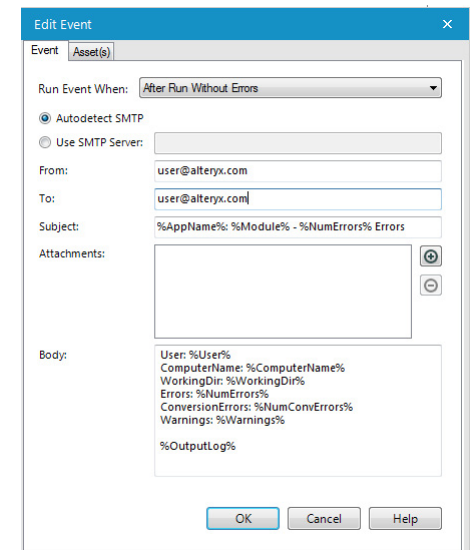 Edit Event
Event Asset(s)
Run Event When: After Run Without Errors
Autodetect SMTP
Use SMTP Server:
From: user@alteryx.com
To: user@alteryx.com
Subject: %AppName%: %Module% - %NumErrors% Errors
Attachments:
Body: User: %User%
ComputerName: %ComputerName%
WorkingDir: %WorkingDir%
Errors: %NumErrors%
ConversionErrors: %NumConvErrors%
Warnings: %Warnings%
%OutputLog%
OK Cancel Help